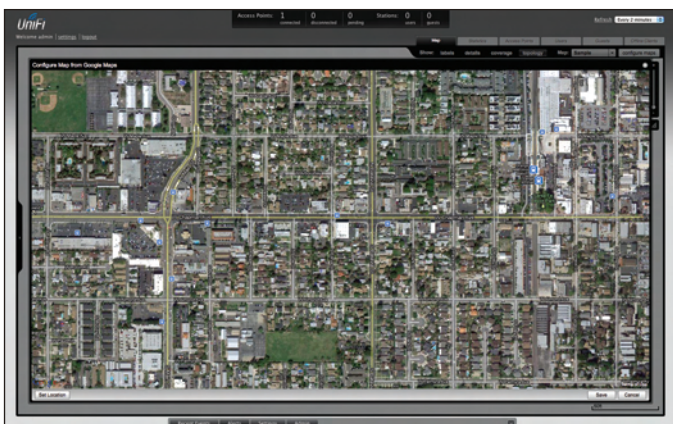 UniFi
Access Points: 1 0 0 Stations: 0 0
connected disconnected pending users guest
Refresh Every 2 minutes
Welcome admin | settings | logout
Map
Show: labels details coverage topology Map: Sample configure maps
Configure Map from Google Maps
Set Location Save Cancel